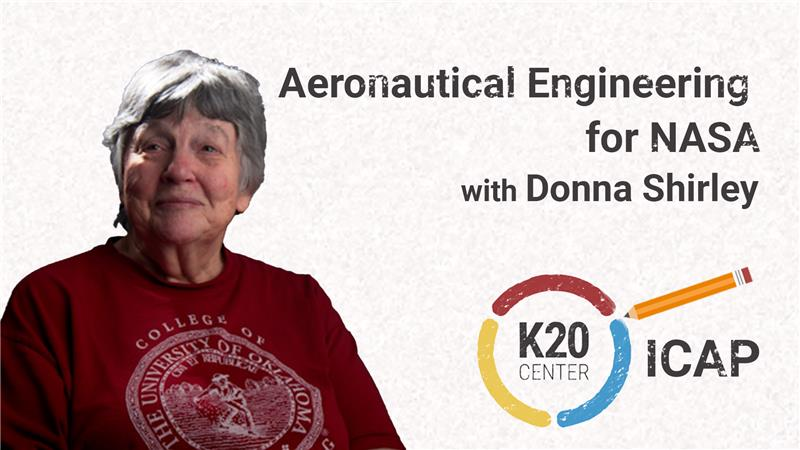 Aeronautical Engineering
for NASA
with Donna Shirley
K20
CENTER
ICAP
COLLEGE OF
THE UNIVERSITY OF OKLAHOMA